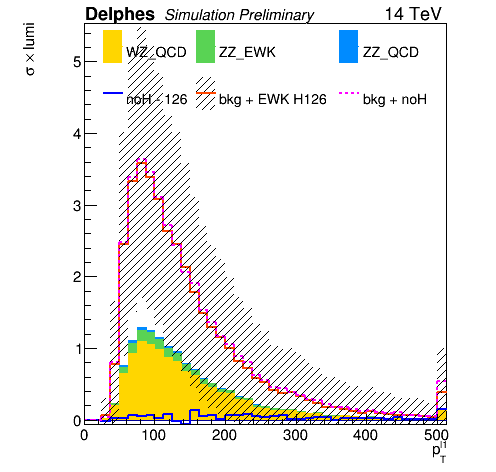 Delphes Simulation Preliminary 14 TeV
σ × lumi
WZ_QCD ZZ_EWK ZZ_QCD
noH - 126 bkg + EWK H126 bkg + noH
5
4
3
2
1
0
0 100 200 300 400 500
p_T^l1